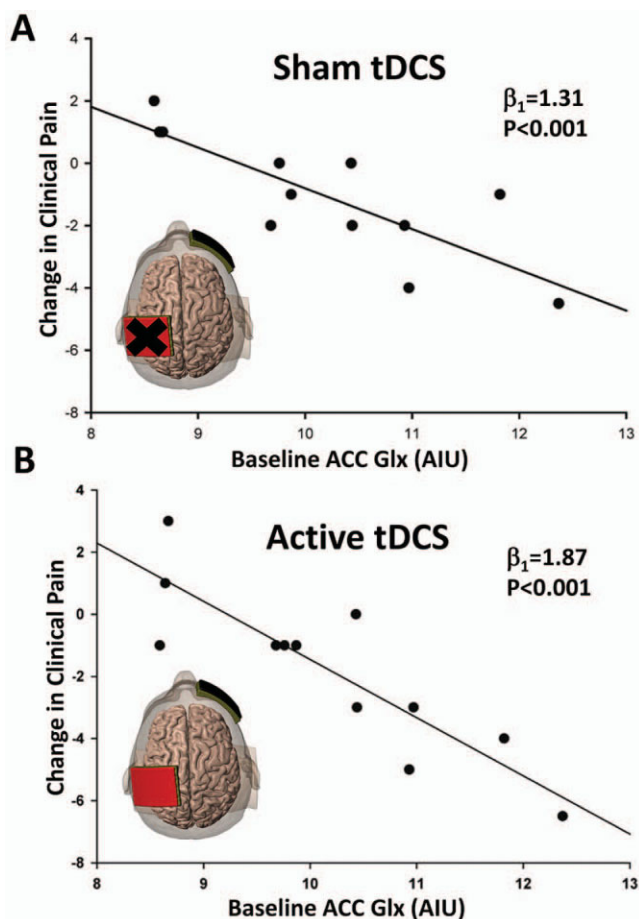 A
Sham tDCS
β₁=1.31
P<0.001
Change in Clinical Pain
4
2
0
-2
-4
-6
-8
8
9
10
11
12
13
Baseline ACC Glx (AIU)
B
Active tDCS
β₁=1.87
P<0.001
Change in Clinical Pain
4
2
0
-2
-4
-6
-8
8
9
10
11
12
13
Baseline ACC Glx (AIU)